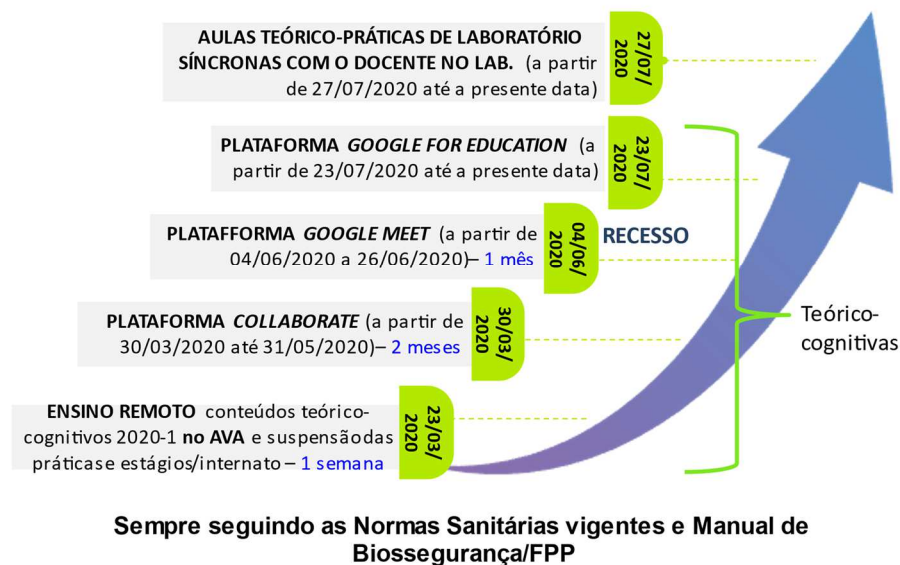 AULAS TEÓRICO-PRÁTICAS DE LABORATÓRIO
SÍNCRONAS COM O DOCENTE NO LAB. (a partir
de 27/07/2020 até a presente data)
27/07/
2020
PLATAFORMA GOOGLE FOR EDUCATION (a
partir de 23/07/2020 até a presente data)
23/07/
2020
PLATAFFORMA GOOGLE MEET (a partir de
04/06/2020 a 26/06/2020)– 1 mês
04/06/
2020
RECESSO
PLATAFORMA COLLABORATE (a partir de
30/03/2020 até 31/05/2020)– 2 meses
30/03/
2020
Teórico-
cognitivas
ENSINO REMOTO conteúdos teórico-
cognitivos 2020-1 no AVA e suspensãodas
práticase estágios/internato – 1 semana
23/03/
2020
Sempre seguindo as Normas Sanitárias vigentes e Manual de
Biossegurança/FPP